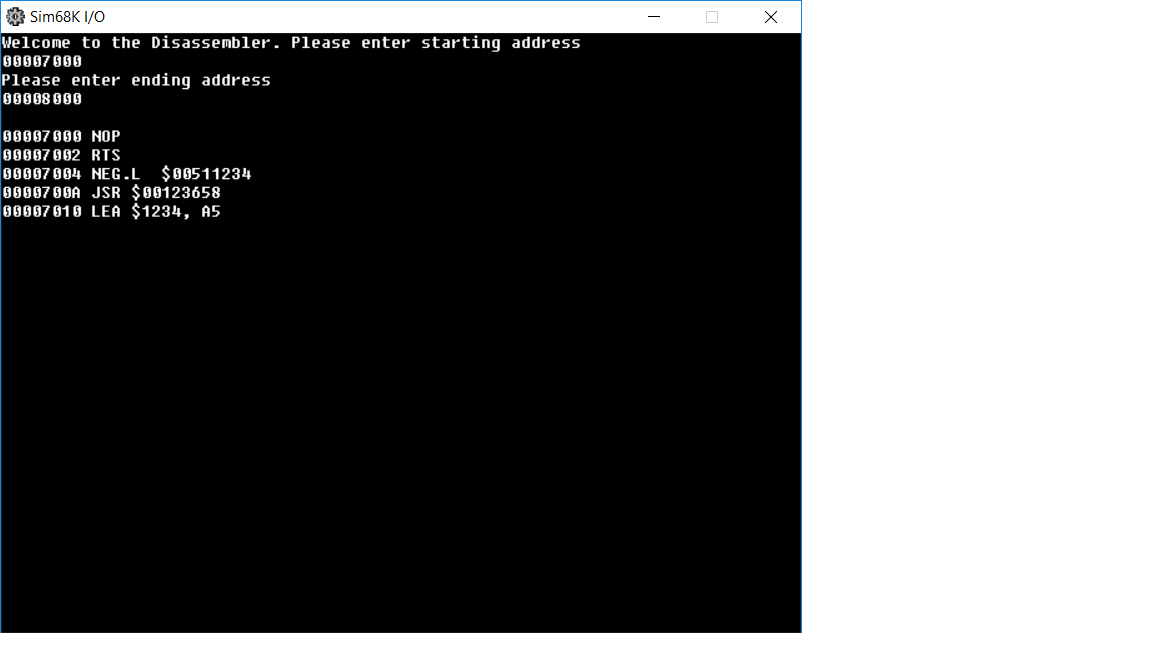 Sim68K I/O
Welcome to the Disassembler. Please enter starting address
00007000
Please enter ending address
00008000
00007000 NOP
00007002 RTS
00007004 NEG.L  $00511234
0000700A JSR $00123658
00007010 LEA $1234, A5